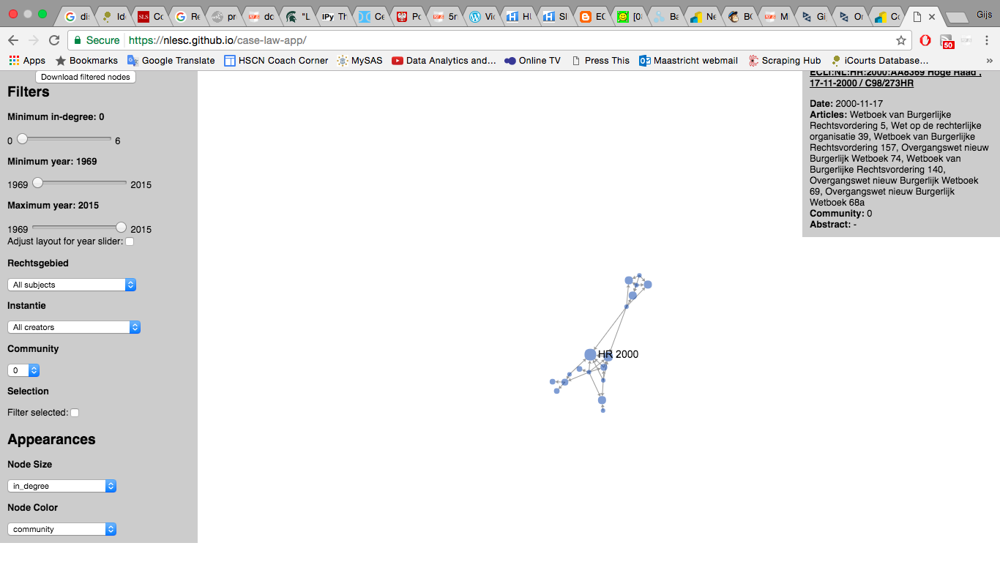 di
Id
SLS Co
Re
pr
do
"L
IPy Th
Ce
Po
5r
Vic
HU
SI
EC
[0
Ba
Ne
BC
M
Gi
Or
Co
Gijs
Secure https://nlesc.github.io/case-law-app/
50
Apps Bookmarks Google Translate HSCN Coach Corner MySAS Data Analytics and... Online TV Press This Maastricht webmail Scraping Hub iCourts Database... »
Download filtered nodes
Filters
Minimum in-degree: 0
0 6
Minimum year: 1969
1969 2015
Maximum year: 2015
1969 2015
Adjust layout for year slider:
Rechtsgebied
All subjects
Instantie
All creators
Community
0
Selection
Filter selected:
Appearances
Node Size
in_degree
Node Color
community
HR 2000
ECLI:NL:HR:2000:AA8369 Hoge Raad ,
17-11-2000 / C98/273HR
Date: 2000-11-17
Articles: Wetboek van Burgerlijke
Rechtsvordering 5, Wet op de rechterlijke
organisatie 39, Wetboek van Burgerlijke
Rechtsvordering 157, Overgangswet nieuw
Burgerlijk Wetboek 74, Wetboek van
Burgerlijke Rechtsvordering 140,
Overgangswet nieuw Burgerlijk Wetboek
69, Overgangswet nieuw Burgerlijk
Wetboek 68a
Community: 0
Abstract: -